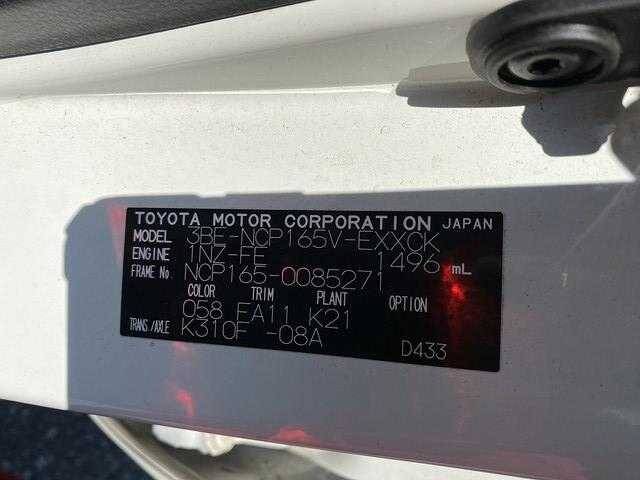 TOYOTA MOTOR CORPORATION JAPAN
MODEL 3BE-NCP165V-EXXCK
ENGINE 1NZ-FE 1496 mL
FRAME No. NCP165-0085271
COLOR TRIM PLANT OPTION
058 EA11 K21
TRANS./AXLE K310F -08A
D433